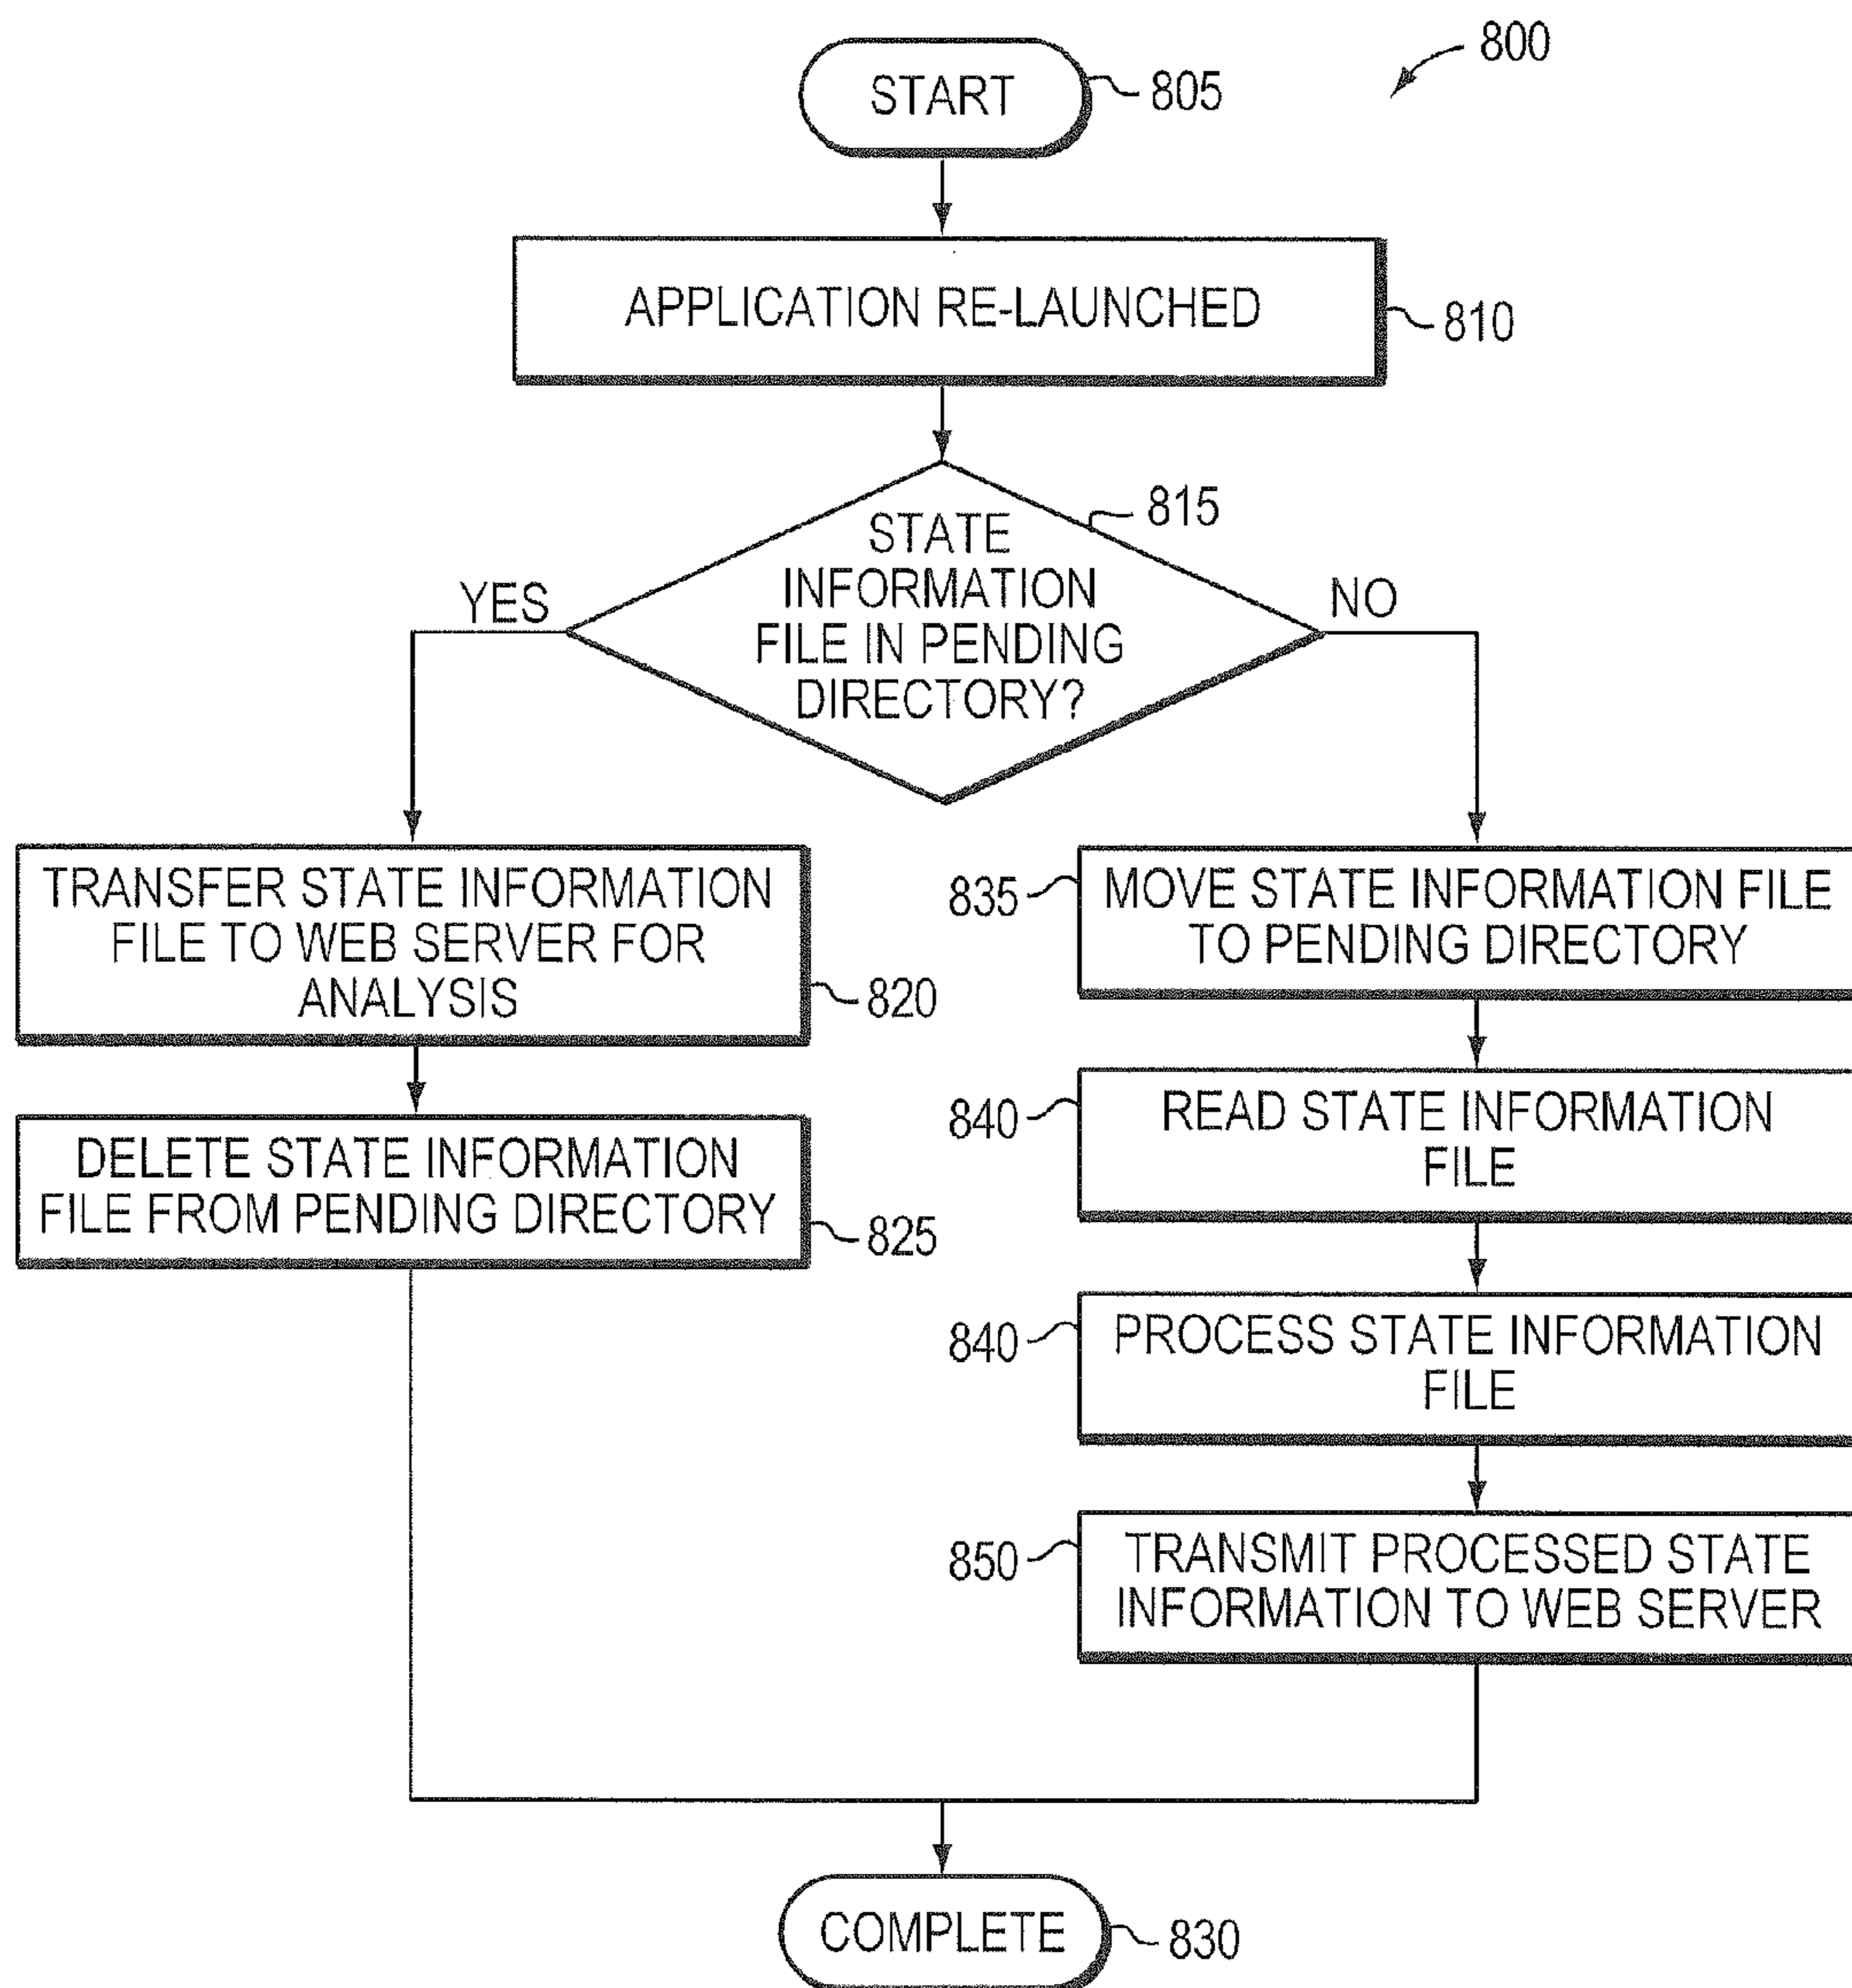 800
START
805
APPLICATION RE-LAUNCHED
810
STATE
INFORMATION
FILE IN PENDING
DIRECTORY?
815
YES
NO
TRANSFER STATE INFORMATION
FILE TO WEB SERVER FOR
ANALYSIS
820
DELETE STATE INFORMATION
FILE FROM PENDING DIRECTORY
825
835
MOVE STATE INFORMATION FILE
TO PENDING DIRECTORY
840
READ STATE INFORMATION
FILE
840
PROCESS STATE INFORMATION
FILE
850
TRANSMIT PROCESSED STATE
INFORMATION TO WEB SERVER
COMPLETE
830